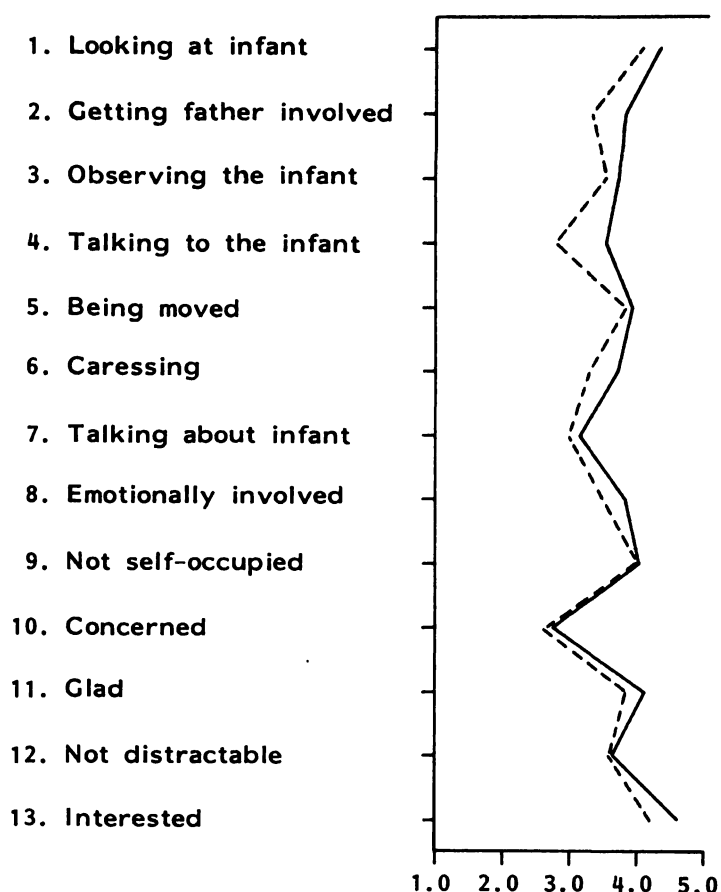 1. Looking at infant
2. Getting father involved
3. Observing the infant
4. Talking to the infant
5. Being moved
6. Caressing
7. Talking about infant
8. Emotionally involved
9. Not self-occupied
10. Concerned
11. Glad
12. Not distractable
13. Interested
1.0 2.0 3.0 4.0 5.0